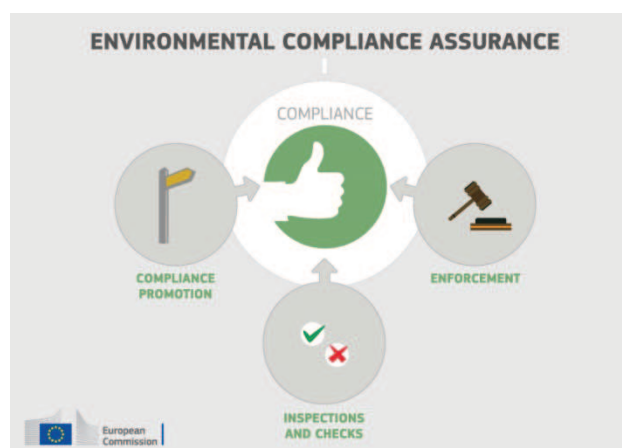 ENVIRONMENTAL COMPLIANCE ASSURANCE
COMPLIANCE
COMPLIANCE
PROMOTION
ENFORCEMENT
INSPECTIONS
AND CHECKS
European
Commission